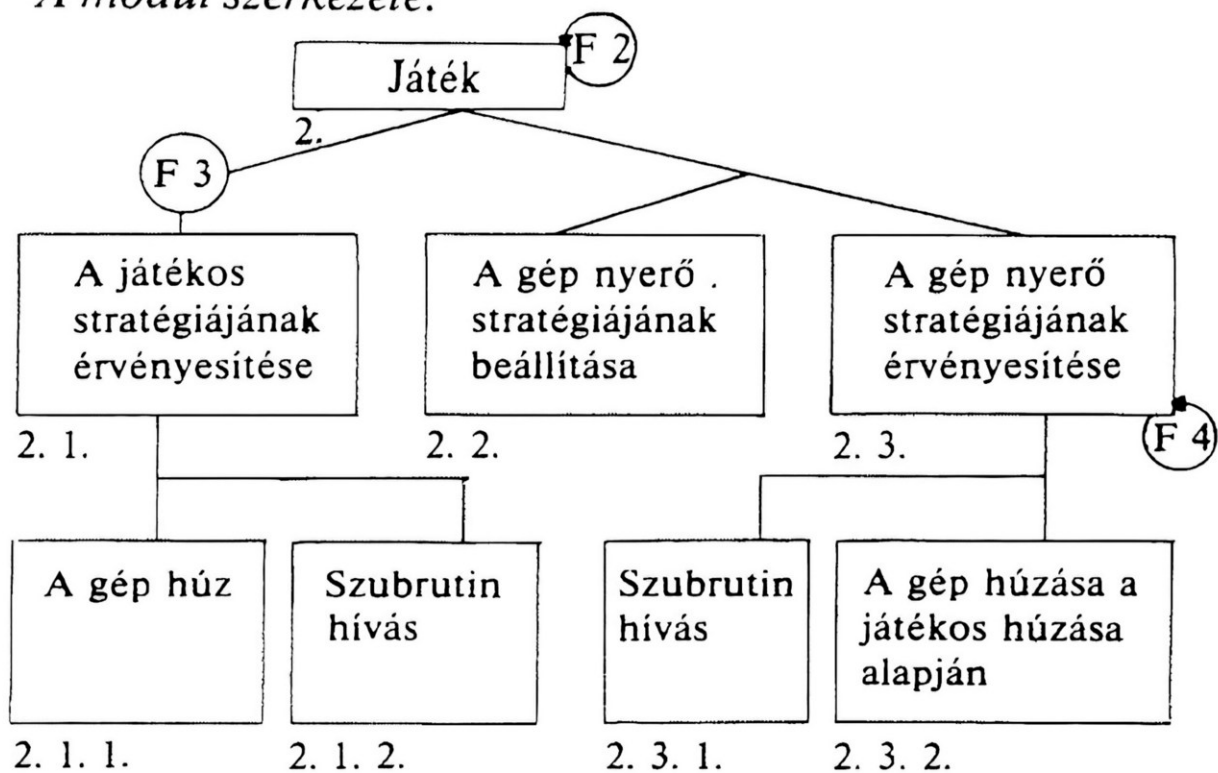 A modul szerkezete:
F 2
Játék
2.
F 3
A játékos
stratégiájának
érvényesítése
A gép nyerő .
stratégiájának
beállítása
A gép nyerő
stratégiájának
érvényesítése
2. 1.
2. 2.
2. 3.
F 4
A gép húz
Szubrutin
hívás
Szubrutin
hívás
A gép húzása a
játékos húzása
alapján
2. 1. 1.
2. 1. 2.
2. 3. 1.
2. 3. 2.